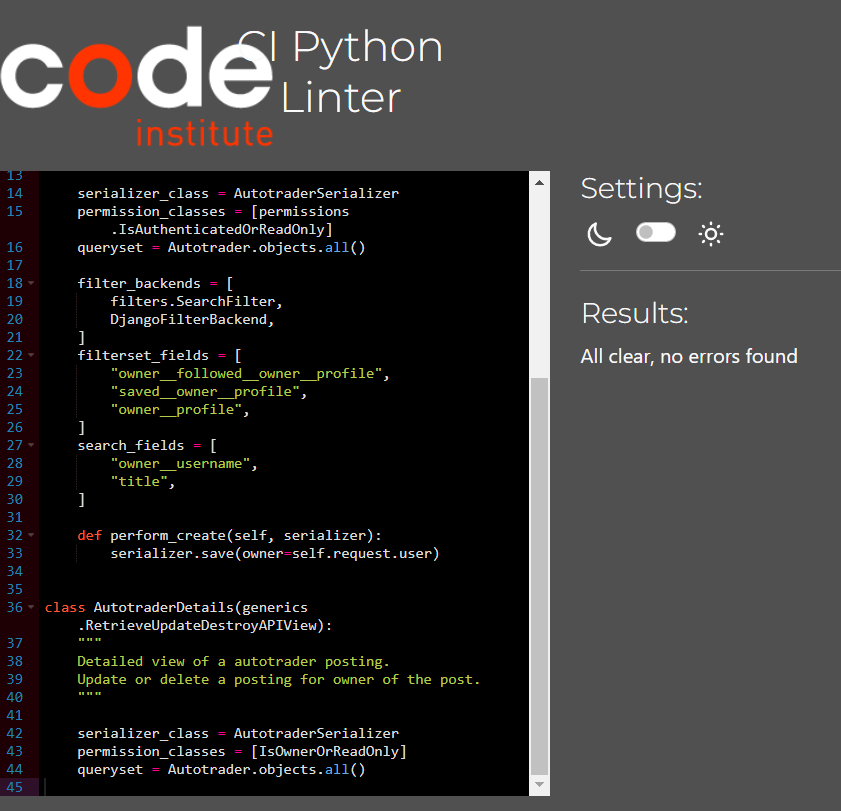 code
institute
CI Python
Linter
13
14 serializer_class = AutotraderSerializer
15 permission_classes = [permissions
.IsAuthenticatedOrReadOnly]
16 queryset = Autotrader.objects.all()
17
18 filter_backends = [
19 filters.SearchFilter,
20 DjangoFilterBackend,
21 ]
22 filterset_fields = [
23 "owner__followed__owner__profile",
24 "saved__owner__profile",
25 "owner__profile",
26 ]
27 search_fields = [
28 "owner__username",
29 "title",
30 ]
31
32 def perform_create(self, serializer):
33 serializer.save(owner=self.request.user)
34
35
36 class AutotraderDetails(generics
.RetrieveUpdateDestroyAPIView):
37 """
38 Detailed view of a autotrader posting.
39 Update or delete a posting for owner of the post.
40 """
41
42 serializer_class = AutotraderSerializer
43 permission_classes = [IsOwnerOrReadOnly]
44 queryset = Autotrader.objects.all()
45
Settings:
Results:
All clear, no errors found